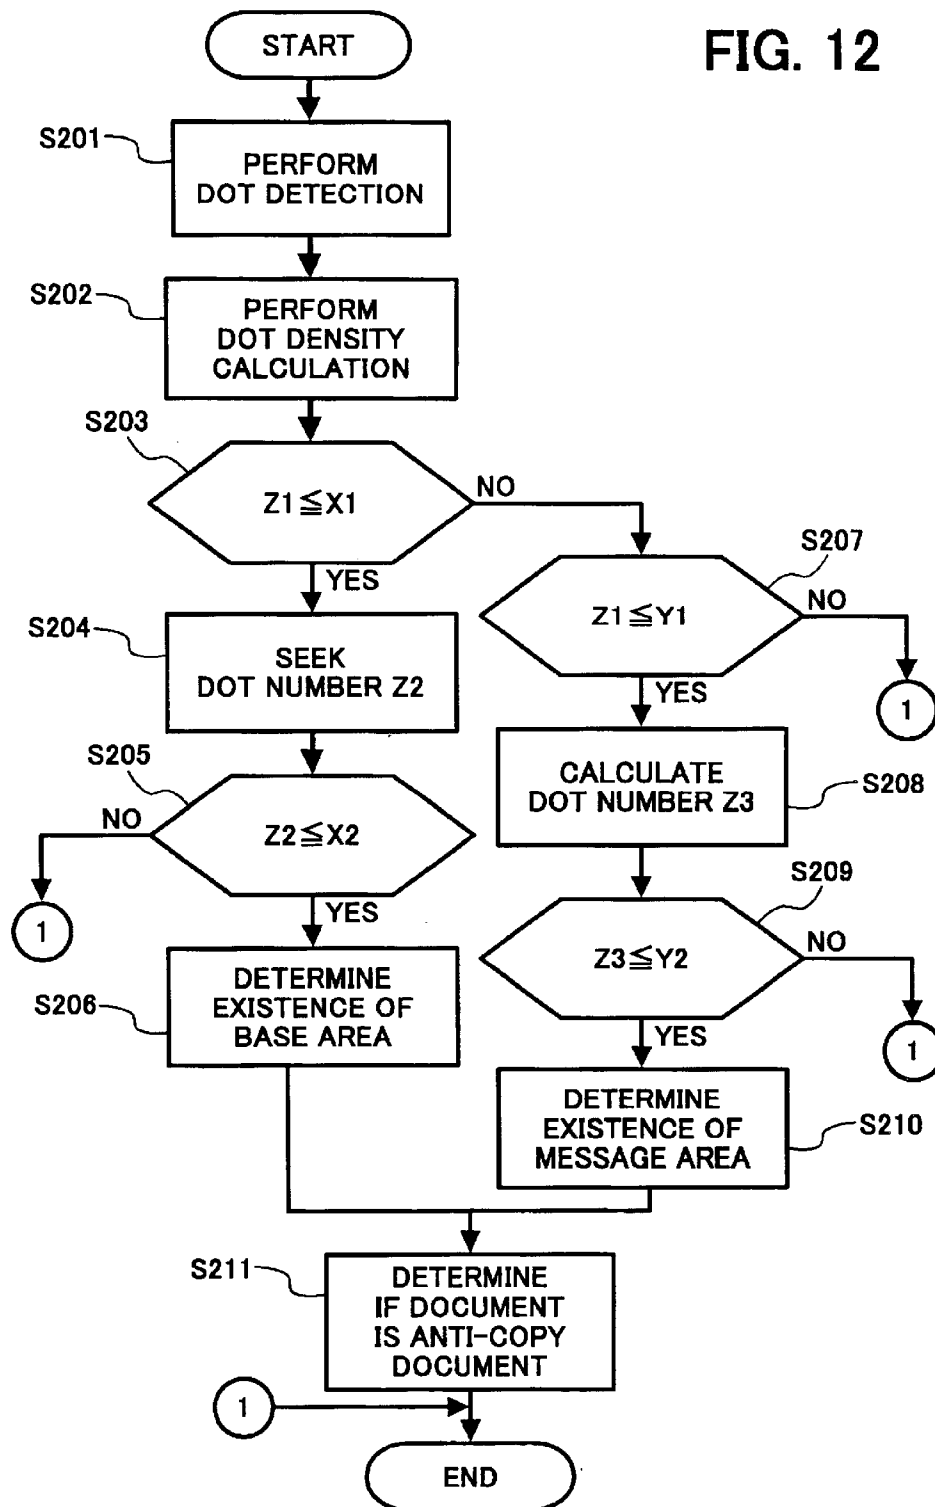 FIG. 12
START
S201
PERFORM
DOT DETECTION
S202
PERFORM
DOT DENSITY
CALCULATION
S203
Z1≦X1
NO
YES
S204
SEEK
DOT NUMBER Z2
S205
Z2≦X2
NO
1
YES
S206
DETERMINE
EXISTENCE OF
BASE AREA
S207
Z1≦Y1
NO
1
YES
S208
CALCULATE
DOT NUMBER Z3
S209
Z3≦Y2
NO
1
YES
S210
DETERMINE
EXISTENCE OF
MESSAGE AREA
S211
DETERMINE
IF DOCUMENT
IS ANTI-COPY
DOCUMENT
1
END